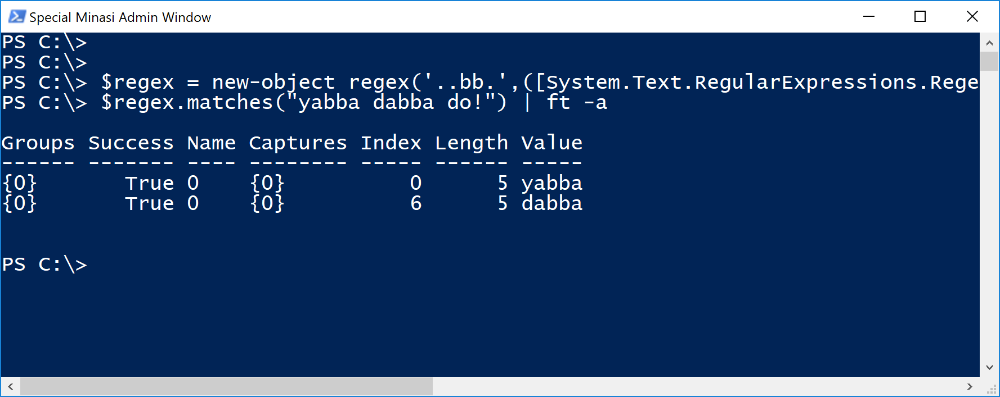 Special Minasi Admin Window
PS C:\>
PS C:\>
PS C:\> $regex = new-object regex('..bb.',([System.Text.RegularExpressions.Rege
PS C:\> $regex.matches("yabba dabba do!") | ft -a
Groups Success Name Captures Index Length Value
------ ------- ---- -------- ----- ------ -----
{0}       True 0    {0}          0      5 yabba
{0}       True 0    {0}          6      5 dabba
PS C:\>